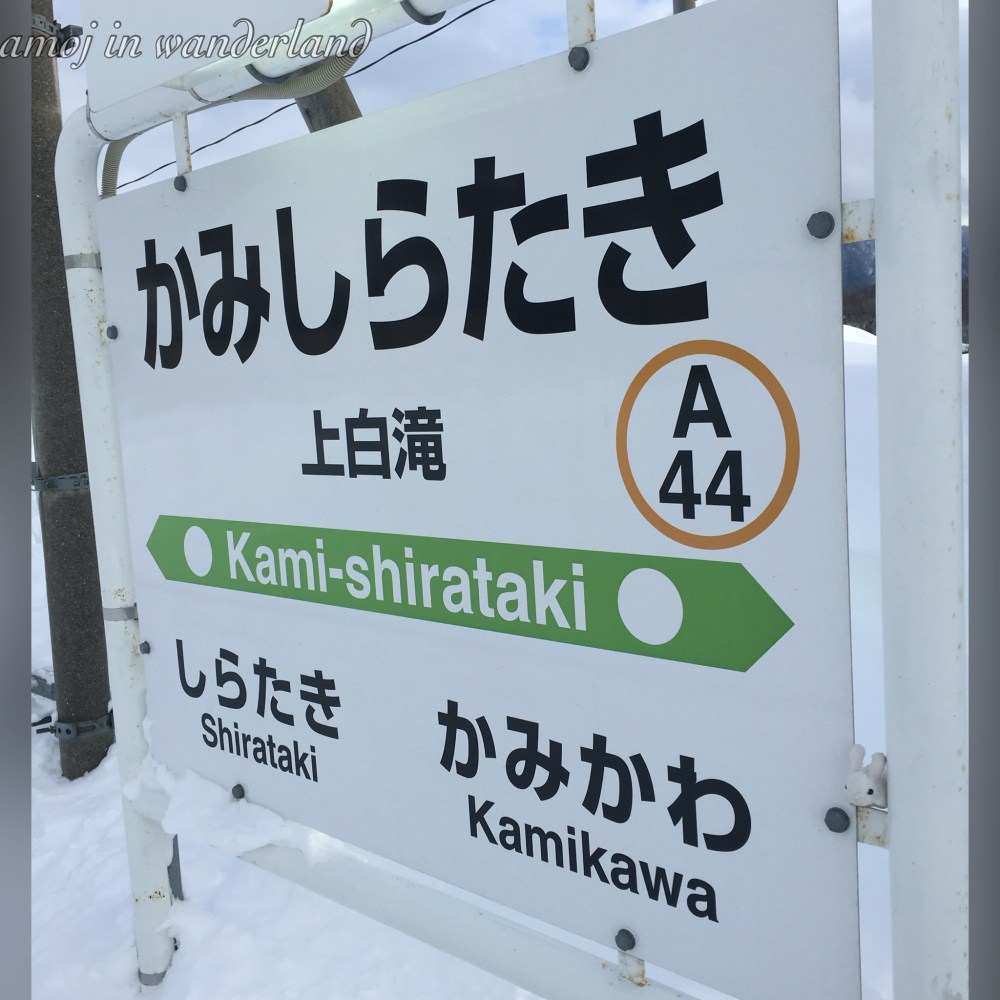 amoj in wanderland
かみしらたき
上白滝
A
44
Kami-shirataki
しらたき
Shirataki
かみかわ
Kamikawa